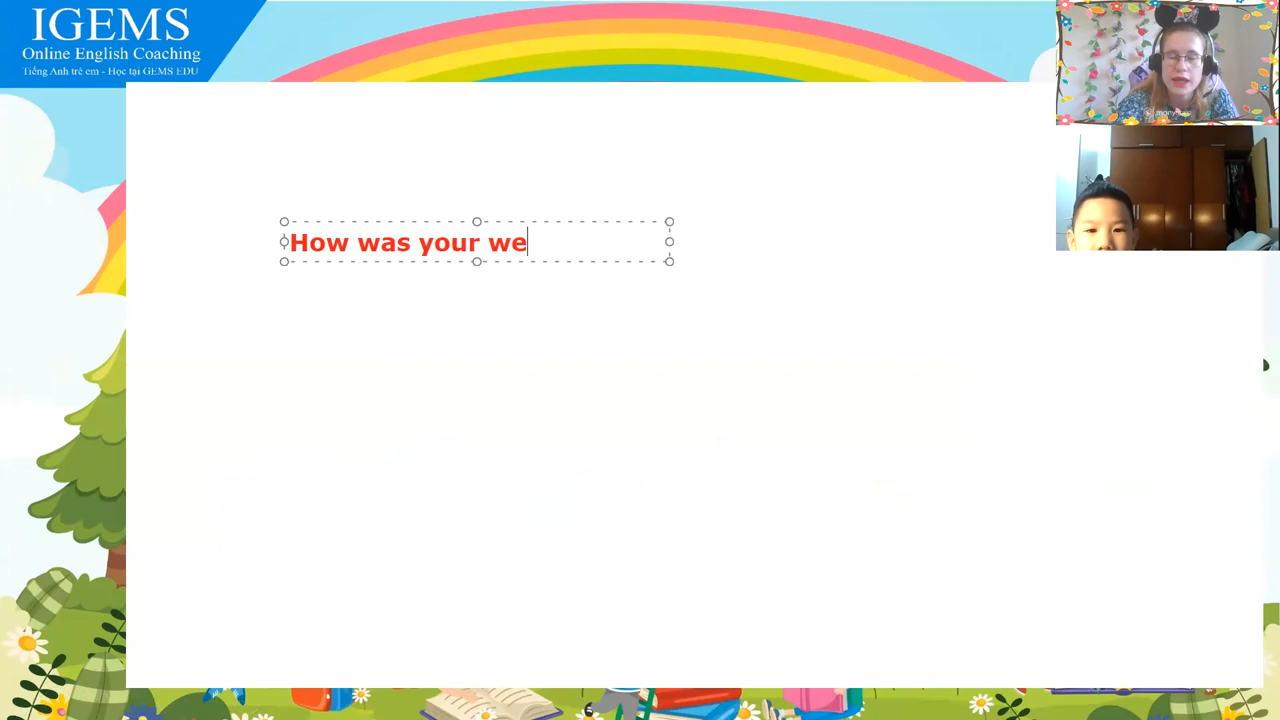 IGEMS
Online English Coaching
Tiếng Anh trẻ em - Học tại GEMS EDU
How was your we